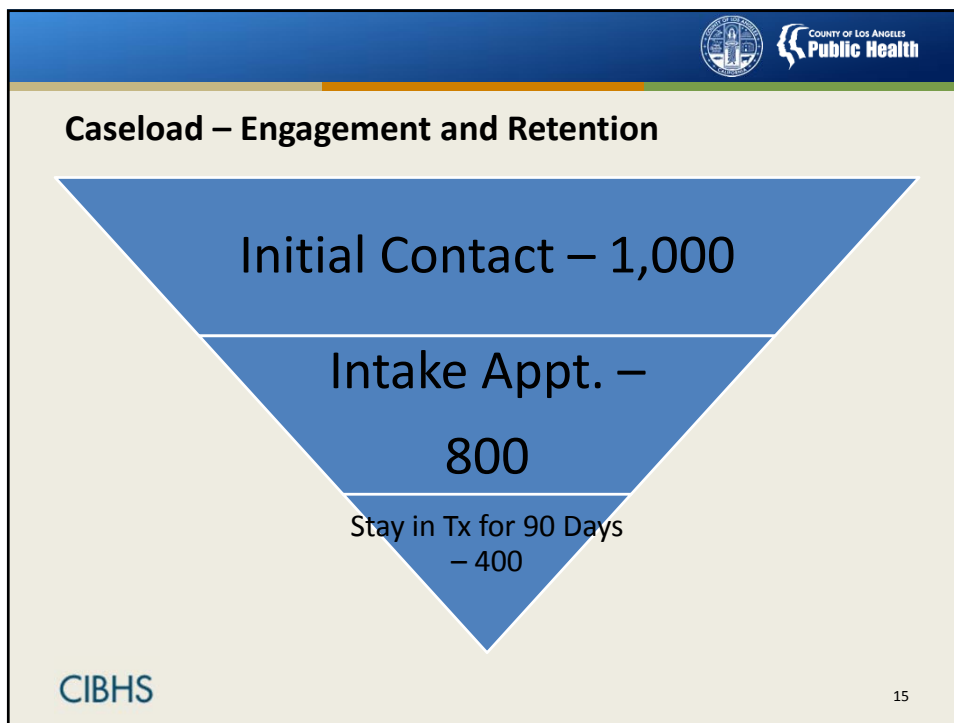 COUNTY OF LOS ANGELES
Public Health
Caseload – Engagement and Retention
Initial Contact – 1,000
Intake Appt. –
800
Stay in Tx for 90 Days
– 400
CIBHS
15